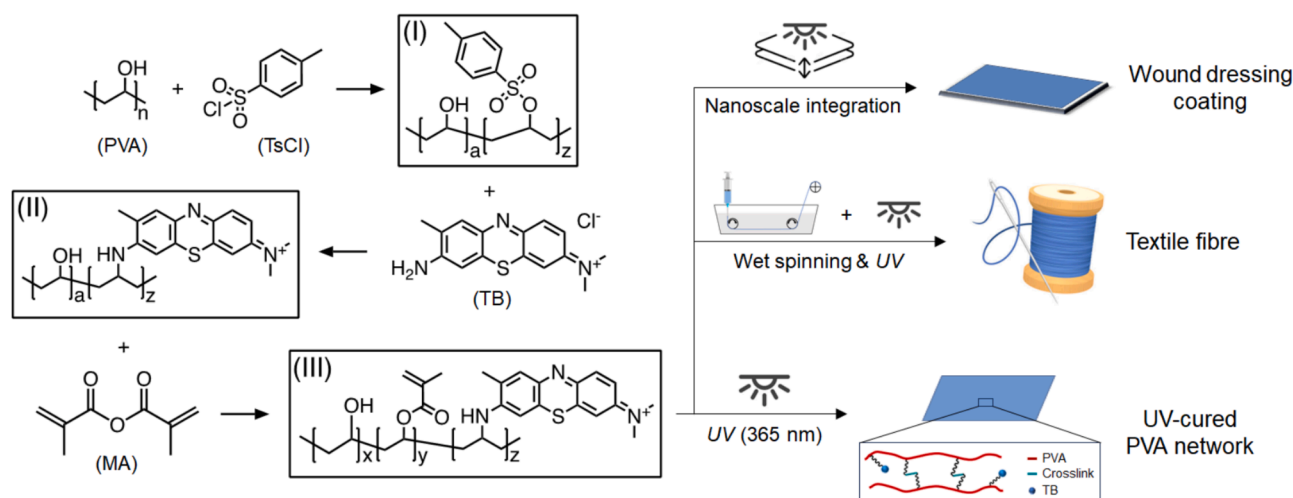 OH
n
(PVA)
+
Cl
S
O
O
(TsCl)
(I)
OH
O
S
O
O
a
z
+
(II)
OH
HN
N
S
N+
a
z
N
Cl-
H2N
S
N+
(TB)
+
O
O
O
(MA)
(III)
OH
O
O
HN
N
S
N+
x
y
z
Nanoscale integration
Wound dressing
coating
+
Wet spinning & UV
Textile fibre
UV (365 nm)
UV-cured
PVA network
PVA
Crosslink
TB